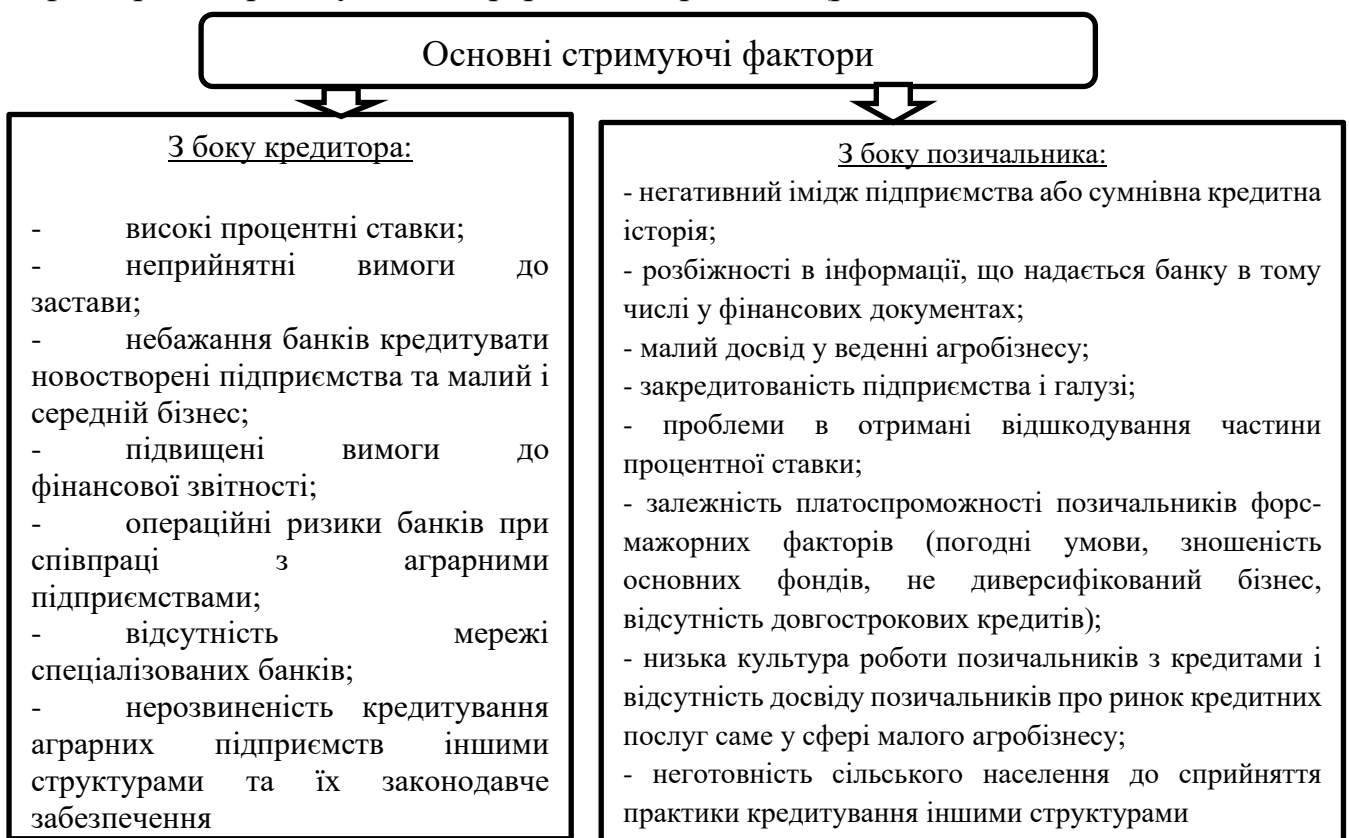 Основні стримуючі фактори
З боку кредитора:
- високі процентні ставки;
- неприйнятні вимоги до
застави;
- небажання банків кредитувати
новостворені підприємства та малий і
середній бізнес;
- підвищені вимоги до
фінансової звітності;
- операційні ризики банків при
співпраці з аграрними
підприємствами;
- відсутність мережі
спеціалізованих банків;
- нерозвиненість кредитування
аграрних підприємств іншими
структурами та їх законодавче
забезпечення
З боку позичальника:
- негативний імідж підприємства або сумнівна кредитна
історія;
- розбіжності в інформації, що надається банку в тому
числі у фінансових документах;
- малий досвід у веденні агробізнесу;
- закредитованість підприємства і галузі;
- проблеми в отримані відшкодування частини
процентної ставки;
- залежність платоспроможності позичальників форс-
мажорних факторів (погодні умови, зношеність
основних фондів, не диверсифікований бізнес,
відсутність довгострокових кредитів);
- низька культура роботи позичальників з кредитами і
відсутність досвіду позичальників про ринок кредитних
послуг саме у сфері малого агробізнесу;
- неготовність сільського населення до сприйняття
практики кредитування іншими структурами